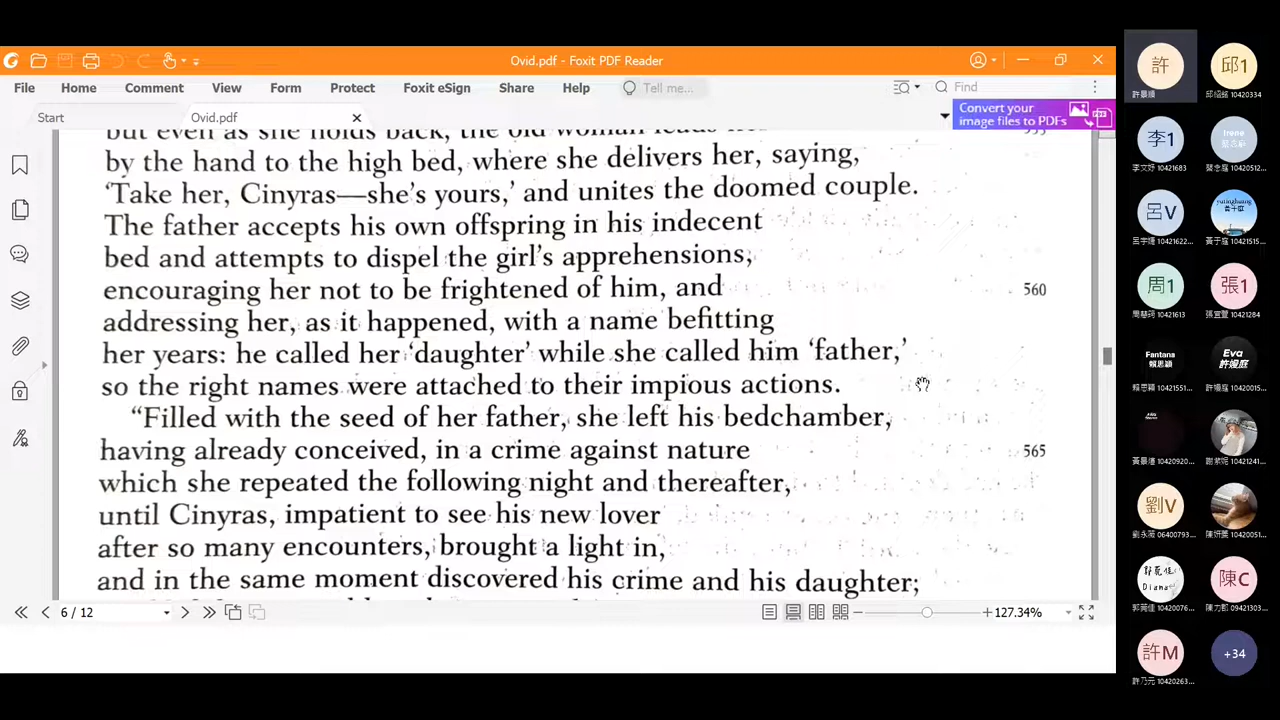 Ovid.pdf - Foxit PDF Reader
File Home Comment View Form Protect Foxit eSign Share Help Tell me... Find
Start Ovid.pdf
Convert your
image files to PDFs
by the hand to the high bed, where she delivers her, saying,
‘Take her, Cinyras—she's yours,’ and unites the doomed couple.
The father accepts his own offspring in his indecent
bed and attempts to dispel the girl's apprehensions,
encouraging her not to be frightened of him, and 560
addressing her, as it happened, with a name befitting
her years: he called her ‘daughter’ while she called him ‘father,’
so the right names were attached to their impious actions.
“Filled with the seed of her father, she left his bedchamber,
having already conceived, in a crime against nature 565
which she repeated the following night and thereafter,
until Cinyras, impatient to see his new lover
after so many encounters, brought a light in,
and in the same moment discovered his crime and his daughter;
6 / 12
127.34%
許 邱1
10420334
李1 Irene
10421683
呂V
周1 張1
10421613 10421284
Fantana Eva
劉V
Diana 陳C
許M +34